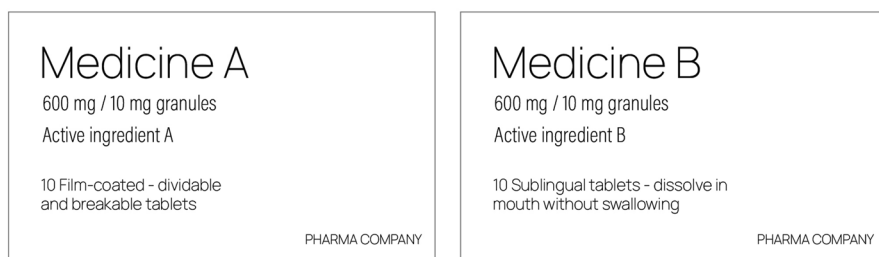 Medicine A
600 mg / 10 mg granules
Active ingredient A
10 Film-coated - dividable
and breakable tablets
PHARMA COMPANY
Medicine B
600 mg / 10 mg granules
Active ingredient B
10 Sublingual tablets - dissolve in
mouth without swallowing
PHARMA COMPANY